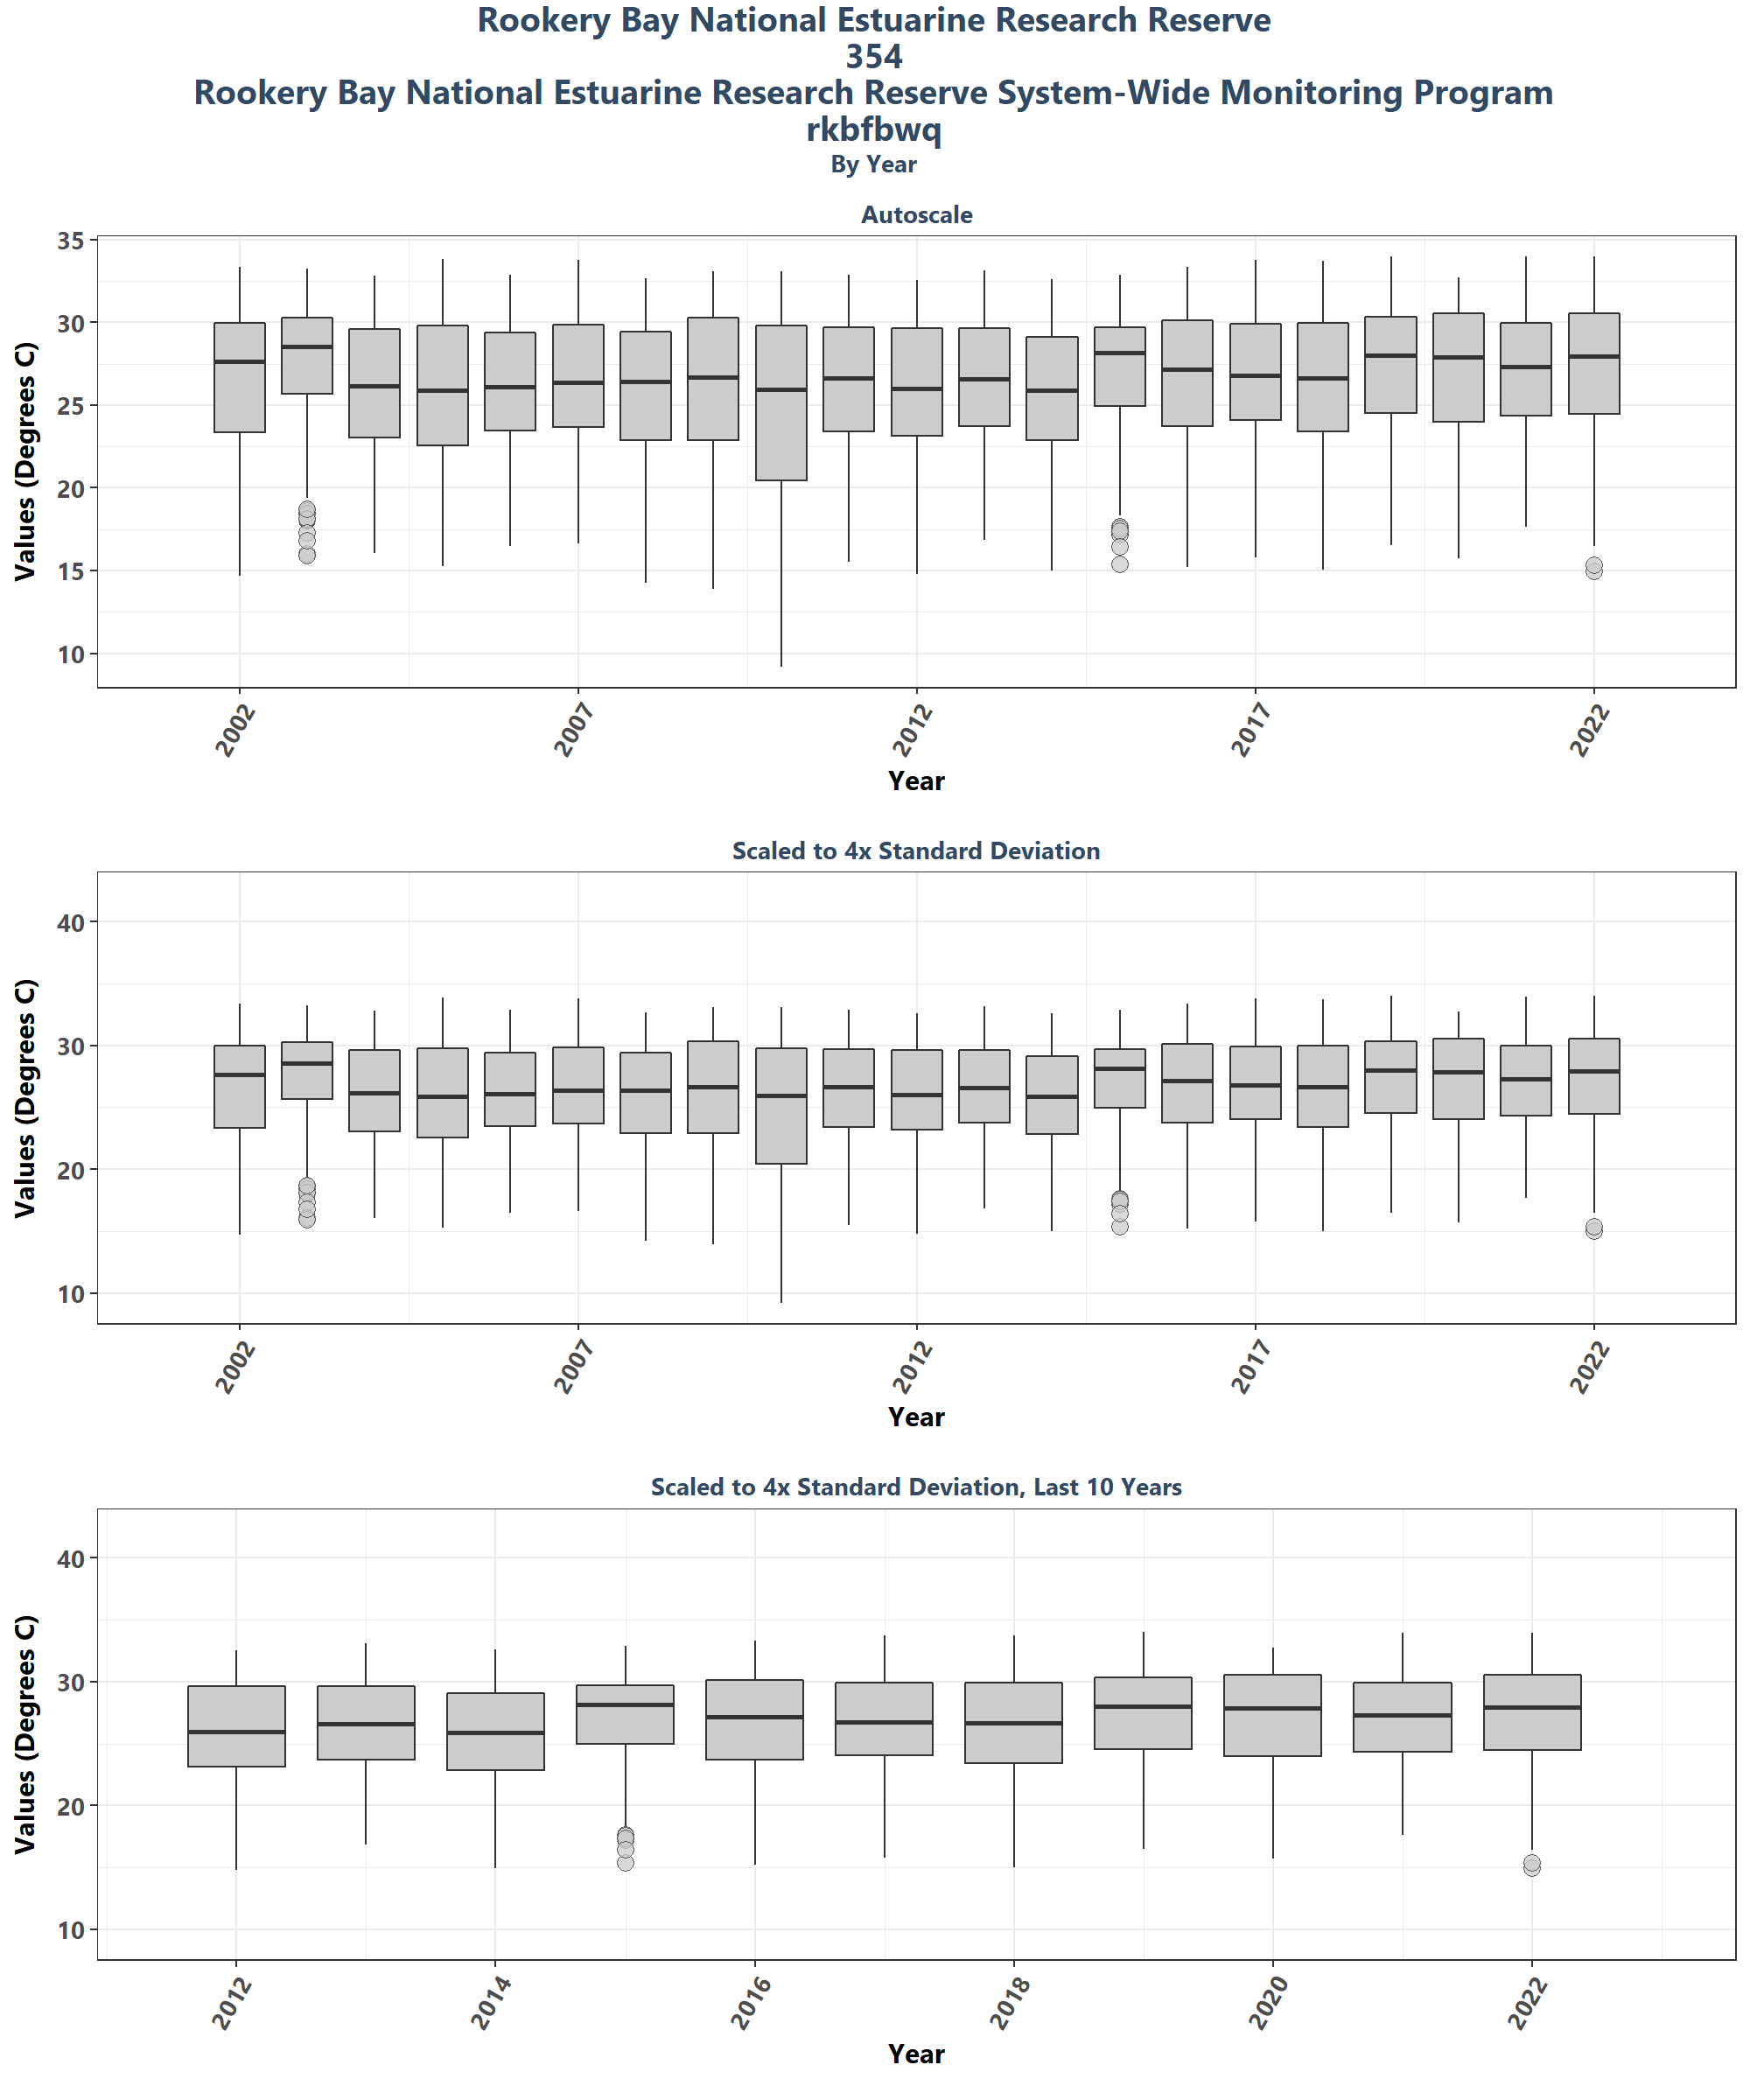 Rookery Bay National Estuarine Research Reserve
354
Rookery Bay National Estuarine Research Reserve System-Wide Monitoring Program
rkbfbwq
By Year
Autoscale
Values (Degrees C)
35
30
25
20
15
10
2002 2007 2012 2017 2022
Year
Scaled to 4x Standard Deviation
Values (Degrees C)
40
30
20
10
2002 2007 2012 2017 2022
Year
Scaled to 4x Standard Deviation, Last 10 Years
Values (Degrees C)
40
30
20
10
2012 2014 2016 2018 2020 2022
Year